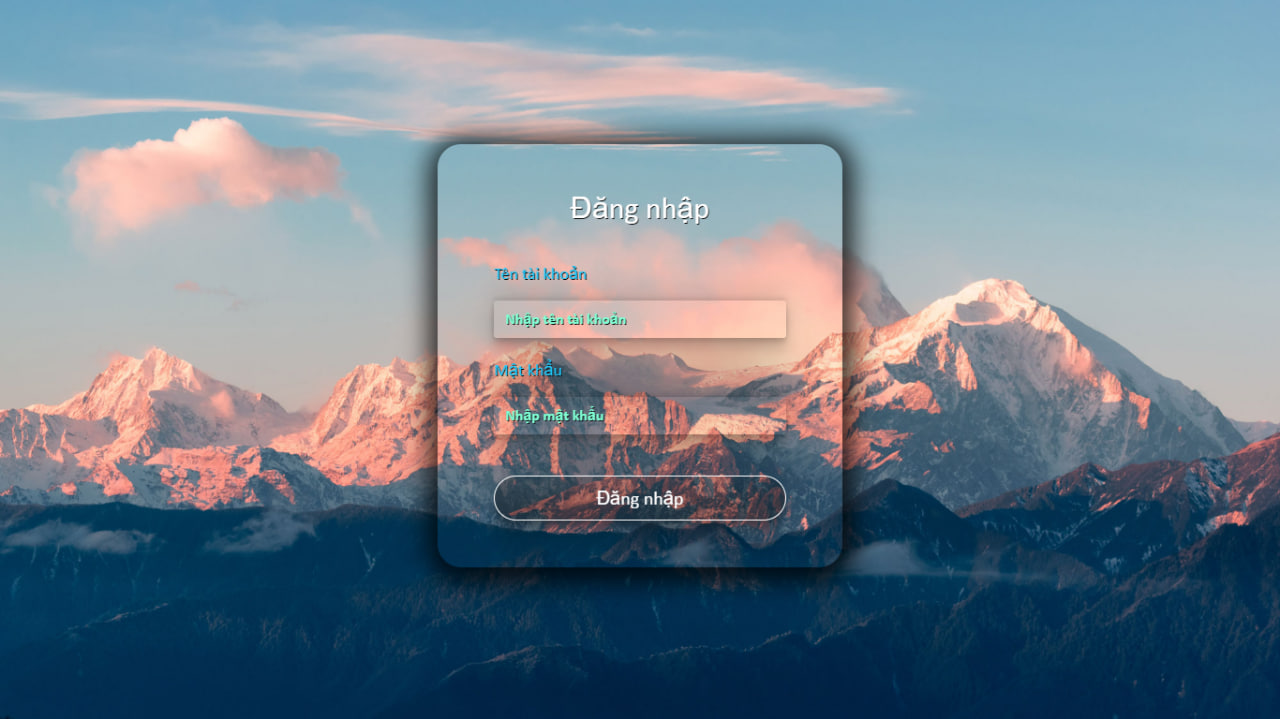 Đăng nhập
Tên tài khoản
Nhập tên tài khoản
Mật khẩu
Nhập mật khẩu
Đăng nhập